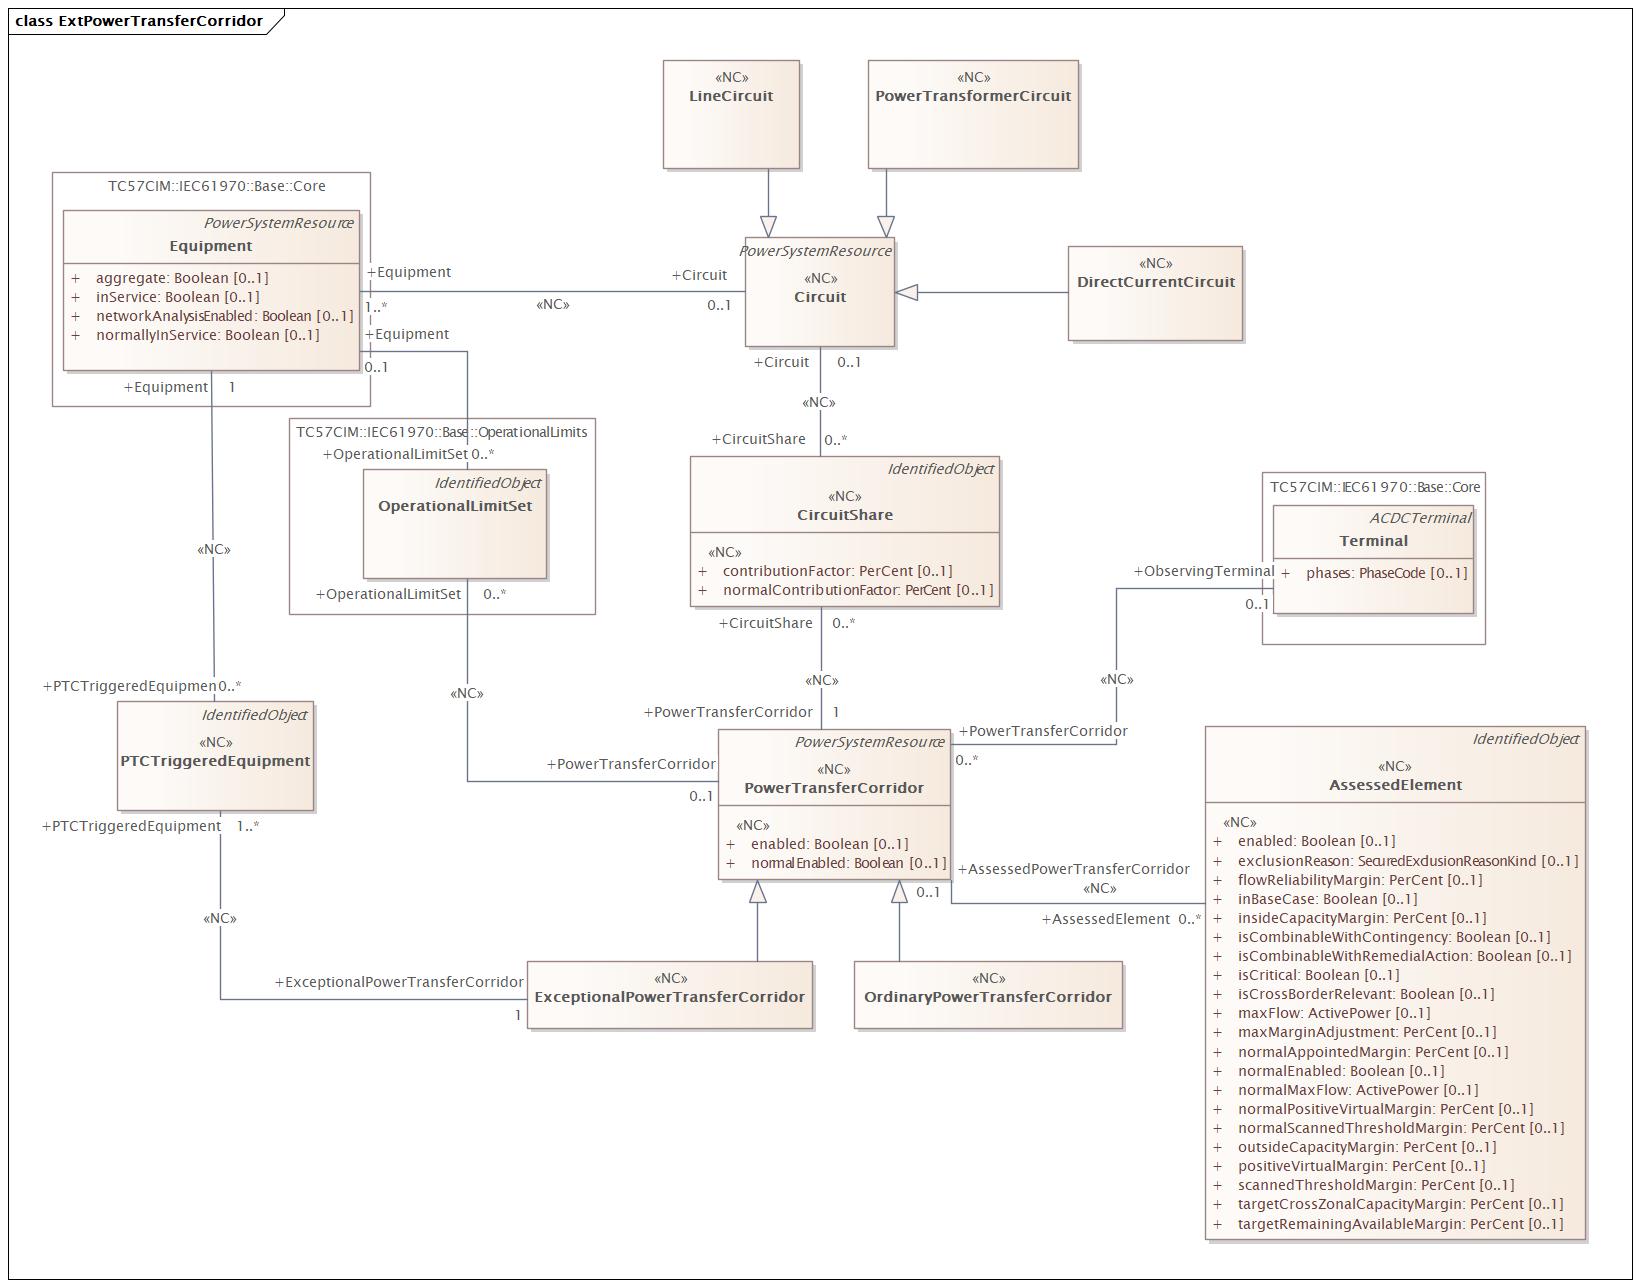 class ExtPowerTransferCorridor
«NC»
LineCircuit
«NC»
PowerTransformerCircuit
TC57CIM::IEC61970::Base::Core
PowerSystemResource
Equipment
+ aggregate: Boolean [0..1]
+ inService: Boolean [0..1]
+ networkAnalysisEnabled: Boolean [0..1]
+ normallyInService: Boolean [0..1]
+Equipment
1..*
«NC»
+Circuit
0..1
PowerSystemResource
«NC»
Circuit
«NC»
DirectCurrentCircuit
+Equipment
0..1
+Equipment 1
+Circuit 0..1
«NC»
+CircuitShare 0..*
TC57CIM::IEC61970::Base::OperationalLimits
+OperationalLimitSet 0..*
IdentifiedObject
OperationalLimitSet
+OperationalLimitSet 0..*
IdentifiedObject
«NC»
CircuitShare
«NC»
+ contributionFactor: PerCent [0..1]
+ normalContributionFactor: PerCent [0..1]
+CircuitShare 0..*
TC57CIM::IEC61970::Base::Core
ACDCTerminal
Terminal
+ phases: PhaseCode [0..1]
+ObservingTerminal
0..1
«NC»
«NC»
«NC»
«NC»
+PTCTriggeredEquipmen 0..*
IdentifiedObject
«NC»
PTCTriggeredEquipment
+PTCTriggeredEquipment 1..*
+PowerTransferCorridor 1
+PowerTransferCorridor
0..1
PowerSystemResource
«NC»
PowerTransferCorridor
«NC»
+ enabled: Boolean [0..1]
+ normalEnabled: Boolean [0..1]
+PowerTransferCorridor
0..*
+AssessedPowerTransferCorridor
«NC»
0..1
+AssessedElement 0..*
IdentifiedObject
«NC»
AssessedElement
«NC»
+ enabled: Boolean [0..1]
+ exclusionReason: SecuredExclusionReasonKind [0..1]
+ flowReliabilityMargin: PerCent [0..1]
+ inBaseCase: Boolean [0..1]
+ insideCapacityMargin: PerCent [0..1]
+ isCombinableWithContingency: Boolean [0..1]
+ isCombinableWithRemedialAction: Boolean [0..1]
+ isCritical: Boolean [0..1]
+ isCrossBorderRelevant: Boolean [0..1]
+ maxFlow: ActivePower [0..1]
+ maxMarginAdjustment: PerCent [0..1]
+ normalAppointedMargin: PerCent [0..1]
+ normalEnabled: Boolean [0..1]
+ normalMaxFlow: ActivePower [0..1]
+ normalPositiveVirtualMargin: PerCent [0..1]
+ normalScannedThresholdMargin: PerCent [0..1]
+ outsideCapacityMargin: PerCent [0..1]
+ positiveVirtualMargin: PerCent [0..1]
+ scannedThresholdMargin: PerCent [0..1]
+ targetCrossZonalCapacityMargin: PerCent [0..1]
+ targetRemainingAvailableMargin: PerCent [0..1]
«NC»
+ExceptionalPowerTransferCorridor
1
«NC»
ExceptionalPowerTransferCorridor
«NC»
OrdinaryPowerTransferCorridor